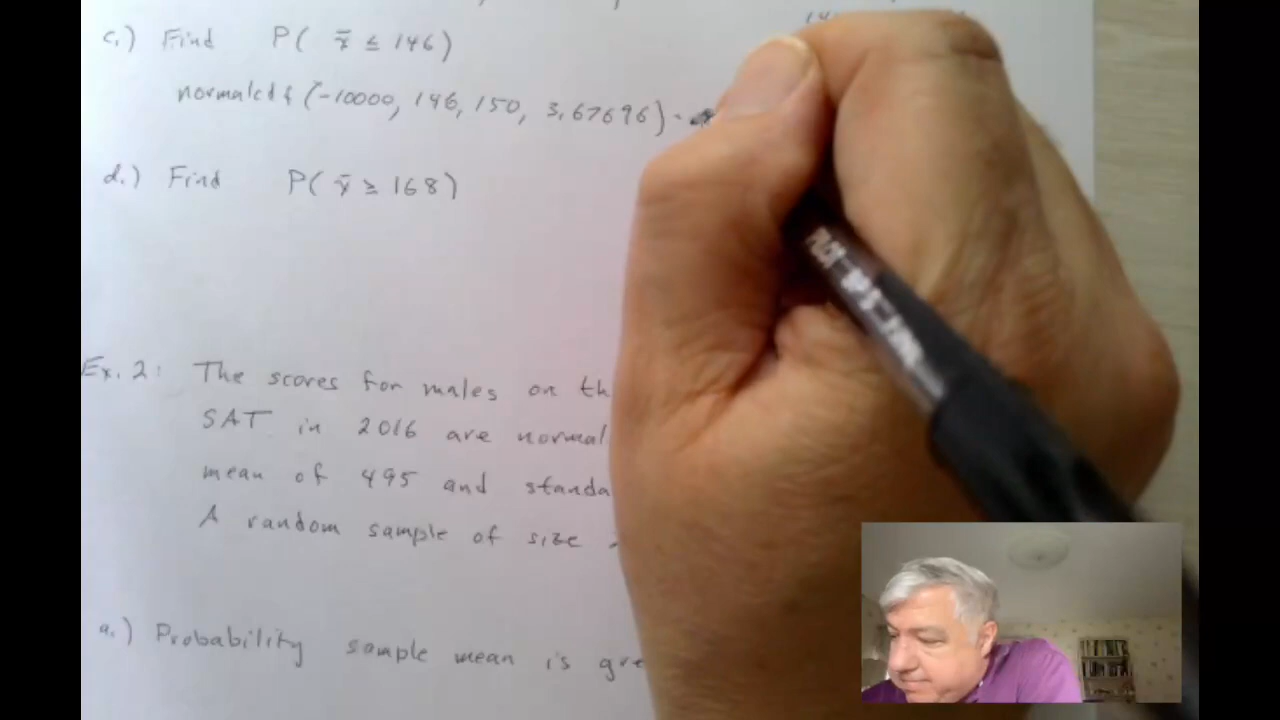 c.) Find P( x̄ ≤ 146)
normalcdf (-10000, 146, 150, 3.67696) =
d.) Find P( x̄ ≥ 168)
Ex. 2: The scores for males on th
SAT in 2016 are normal
mean of 495 and standa
A random sample of size
a.) Probability sample mean is gre